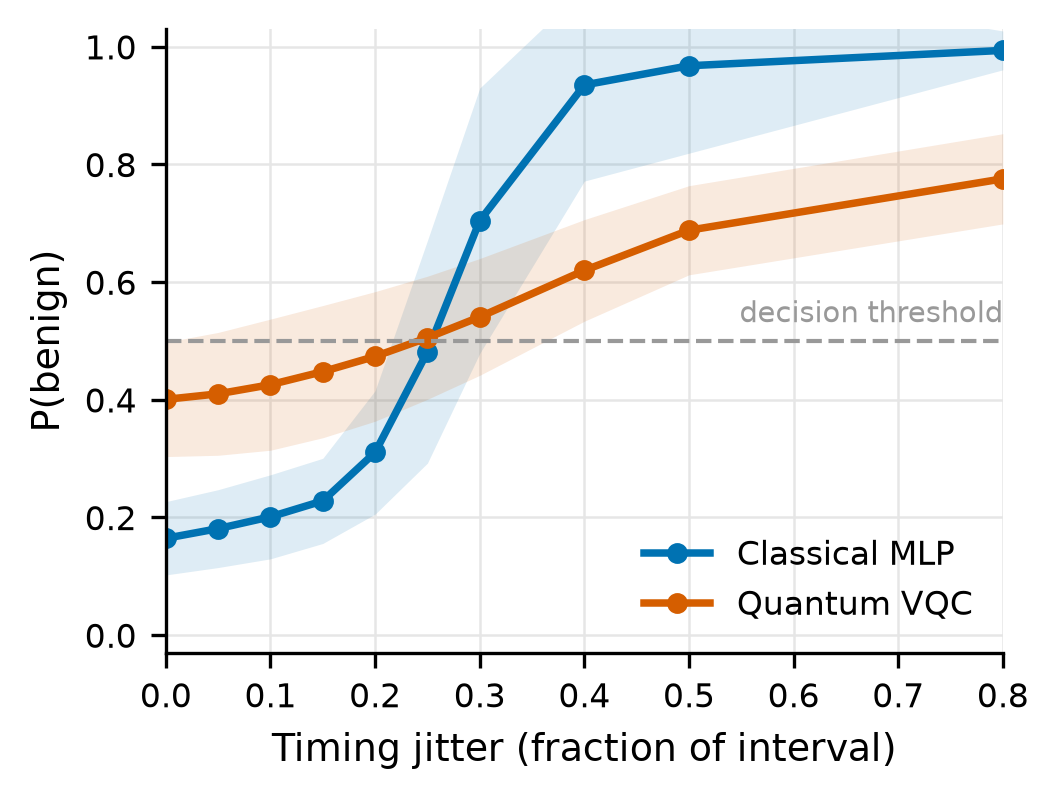 1.0
0.8
0.6
0.4
0.2
0.0
P(benign)
decision threshold
Classical MLP
Quantum VQC
0.0 0.1 0.2 0.3 0.4 0.5 0.6 0.7 0.8
Timing jitter (fraction of interval)